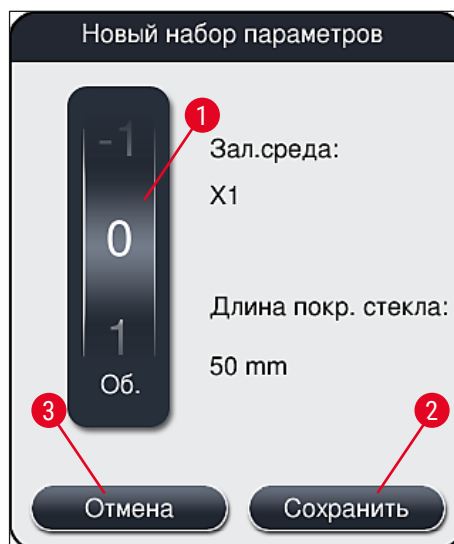 Новый набор параметров
-1
1
Зал.среда:
X1
0
Длина покр. стекла:
1
50 mm
Об.
3
2
Отмена
Сохранить